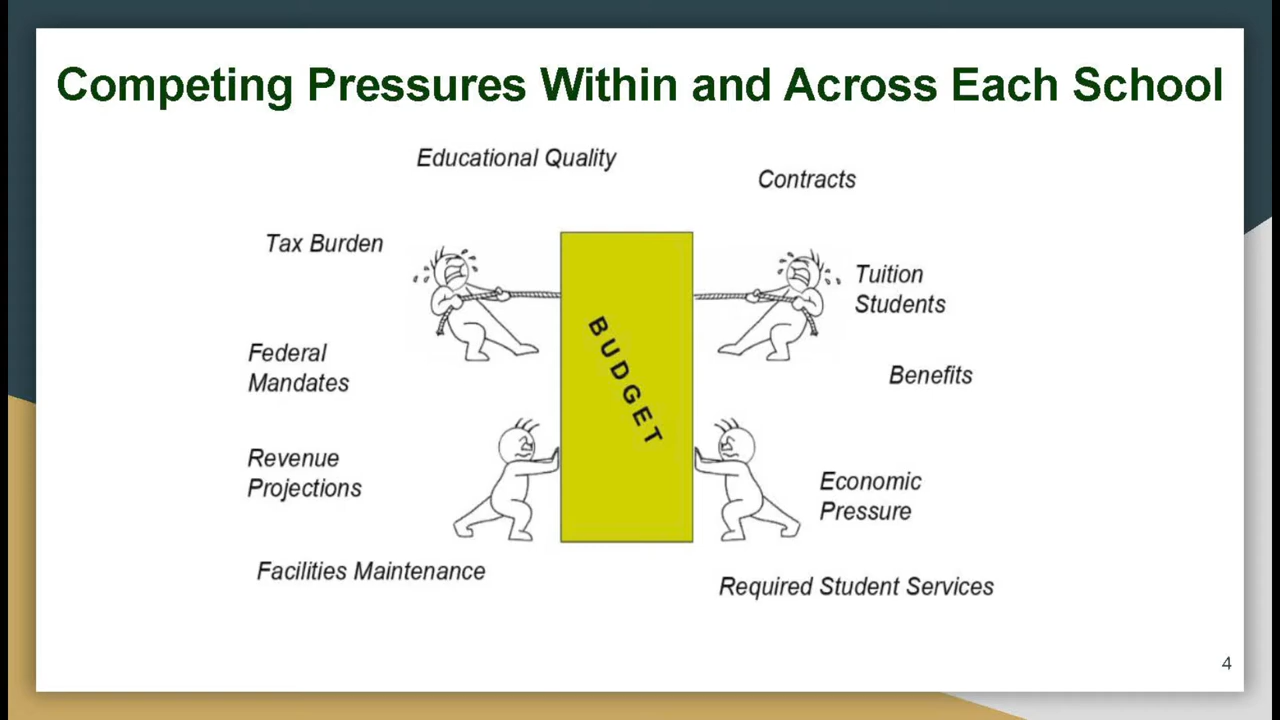 Competing Pressures Within and Across Each School
Educational Quality
Contracts
Tax Burden
Tuition
Students
Federal
Mandates
Benefits
BUDGET
Revenue
Projections
Economic
Pressure
Facilities Maintenance
Required Student Services
4